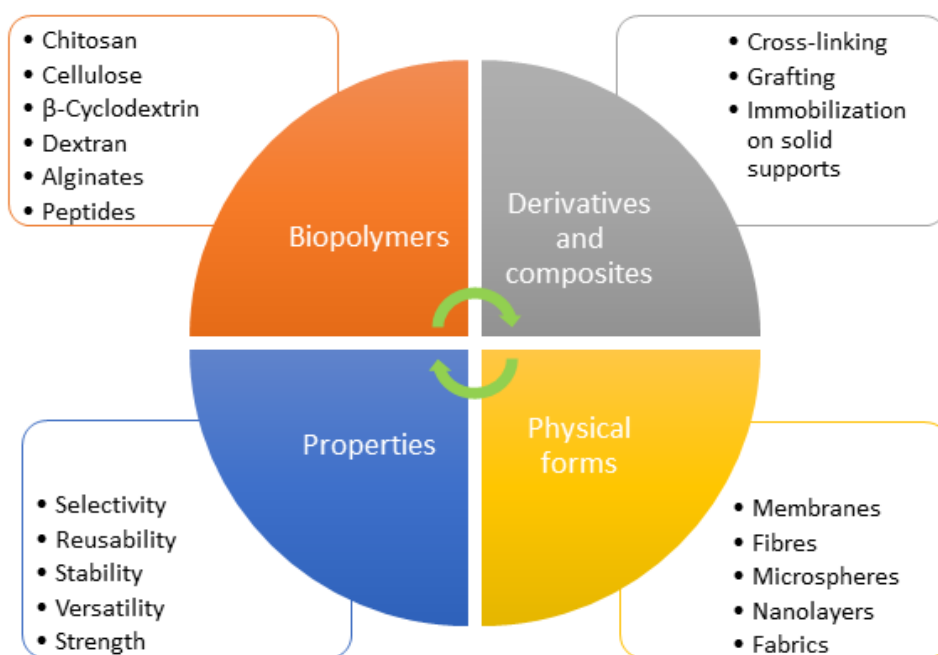 • Chitosan
• Cellulose
• β-Cyclodextrin
• Dextran
• Alginates
• Peptides
• Cross-linking
• Grafting
• Immobilization
on solid
supports
Biopolymers
Derivatives
and
composites
Properties
Physical
forms
• Selectivity
• Reusability
• Stability
• Versatility
• Strength
• Membranes
• Fibres
• Microspheres
• Nanolayers
• Fabrics